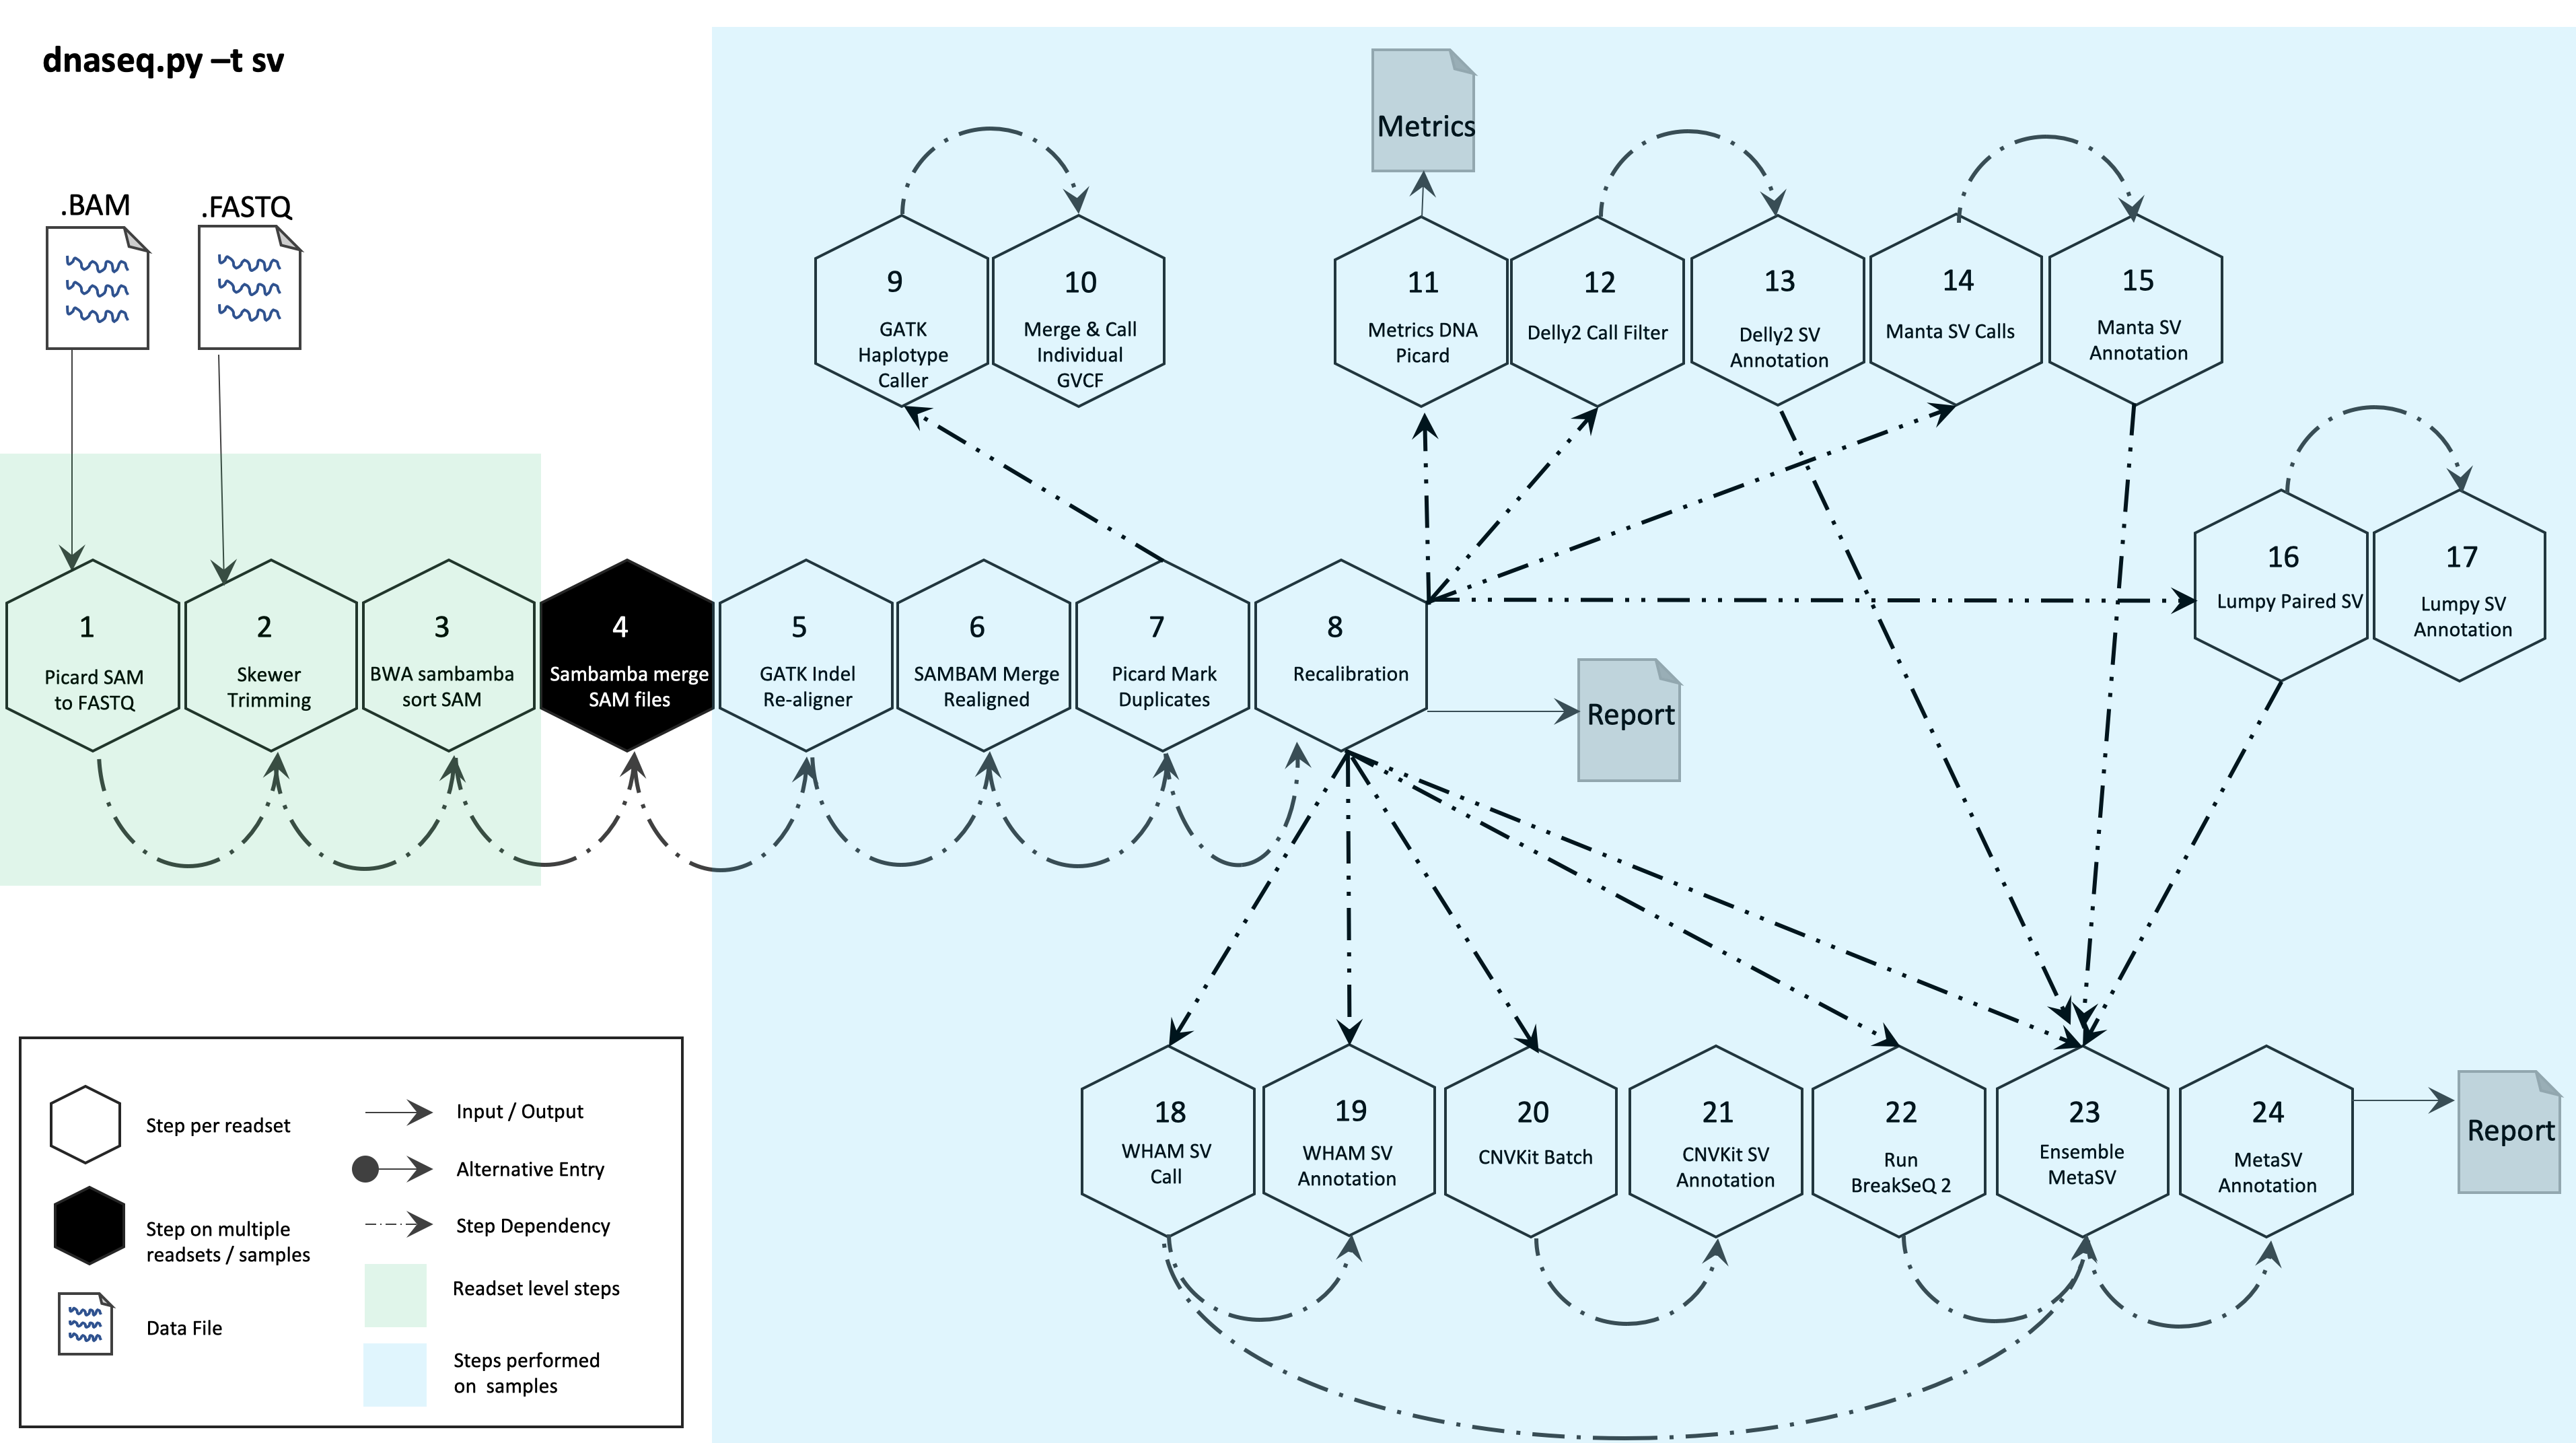 dnaseq.py –t sv
.BAM
.FASTQ
Metrics
9
GATK
Haplotype
Caller
10
Merge & Call
Individual
GVCF
11
Metrics DNA
Picard
12
Delly2 Call Filter
13
Delly2 SV
Annotation
14
Manta SV Calls
15
Manta SV
Annotation
16
Lumpy Paired SV
17
Lumpy SV
Annotation
1
Picard SAM
to FASTQ
2
Skewer
Trimming
3
BWA sambamba
sort SAM
4
Sambamba merge
SAM files
5
GATK Indel
Re-aligner
6
SAMBAM Merge
Realigned
7
Picard Mark
Duplicates
8
Recalibration
Report
18
WHAM SV
Call
19
WHAM SV
Annotation
20
CNVKit Batch
21
CNVKit SV
Annotation
22
Run
BreakSeQ 2
23
Ensemble
MetaSV
24
MetaSV
Annotation
Report
Step per readset
Step on multiple
readsets / samples
Data File
Input / Output
Alternative Entry
Step Dependency
Readset level steps
Steps performed
on samples